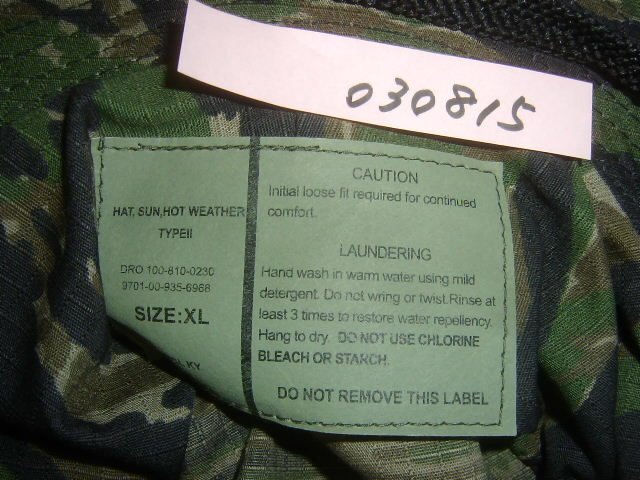 030815
HAT, SUN, HOT WEATHER
TYPEII
DRO 100-810-0230
9701-00-935-6968
SIZE:XL
KY
CAUTION
Initial loose fit required for continued
comfort.
LAUNDERING
Hand wash in warm water using mild
detergent. Do not wring or twist.Rinse at
least 3 times to restore water repellency.
Hang to dry. DO NOT USE CHLORINE
BLEACH OR STARCH.
DO NOT REMOVE THIS LABEL